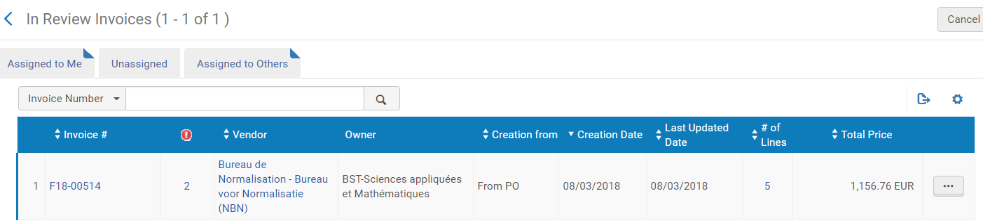 In Review Invoices (1 - 1 of 1 )
Cancel
Assigned to Me
Unassigned
Assigned to Others
Invoice Number
Invoice #
Vendor
Owner
Creation from
Creation Date
Last Updated
Date
# of
Lines
Total Price
1
F18-00514
2
Bureau de
Normalisation - Bureau
voor Normalisatie
(NBN)
BST-Sciences appliquées
et Mathématiques
From PO
08/03/2018
08/03/2018
5
1,156.76 EUR